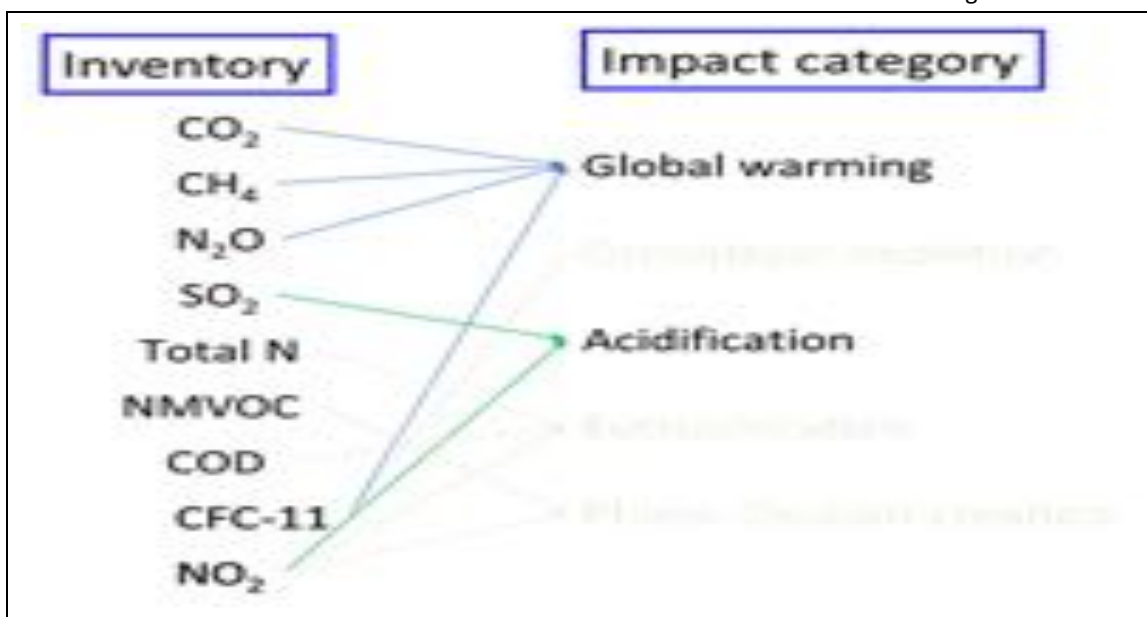 Inventory
Impact category
CO₂
CH₄
N₂O
SO₂
Total N
NMVOC
COD
CFC-11
NO₂
Global warming
Acidification